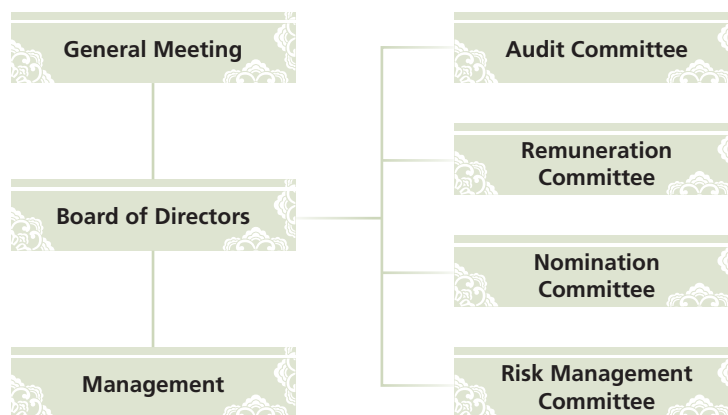 General Meeting
Audit Committee
Remuneration
Committee
Board of Directors
Nomination
Committee
Management
Risk Management
Committee